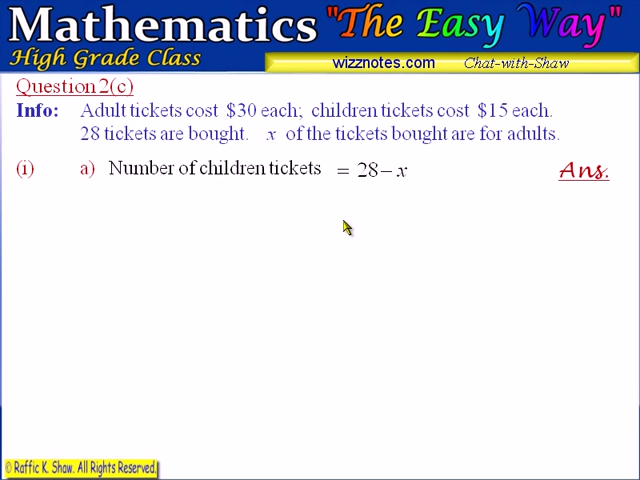 Mathematics "The Easy Way"
High Grade Class
wizznotes.com Chat-with-Shaw
Question 2(c)
Info: Adult tickets cost $30 each; children tickets cost $15 each.
28 tickets are bought. x of the tickets bought are for adults.
(i) a) Number of children tickets = 28 – x Ans.
© Raffic K. Shaw. All Rights Reserved.